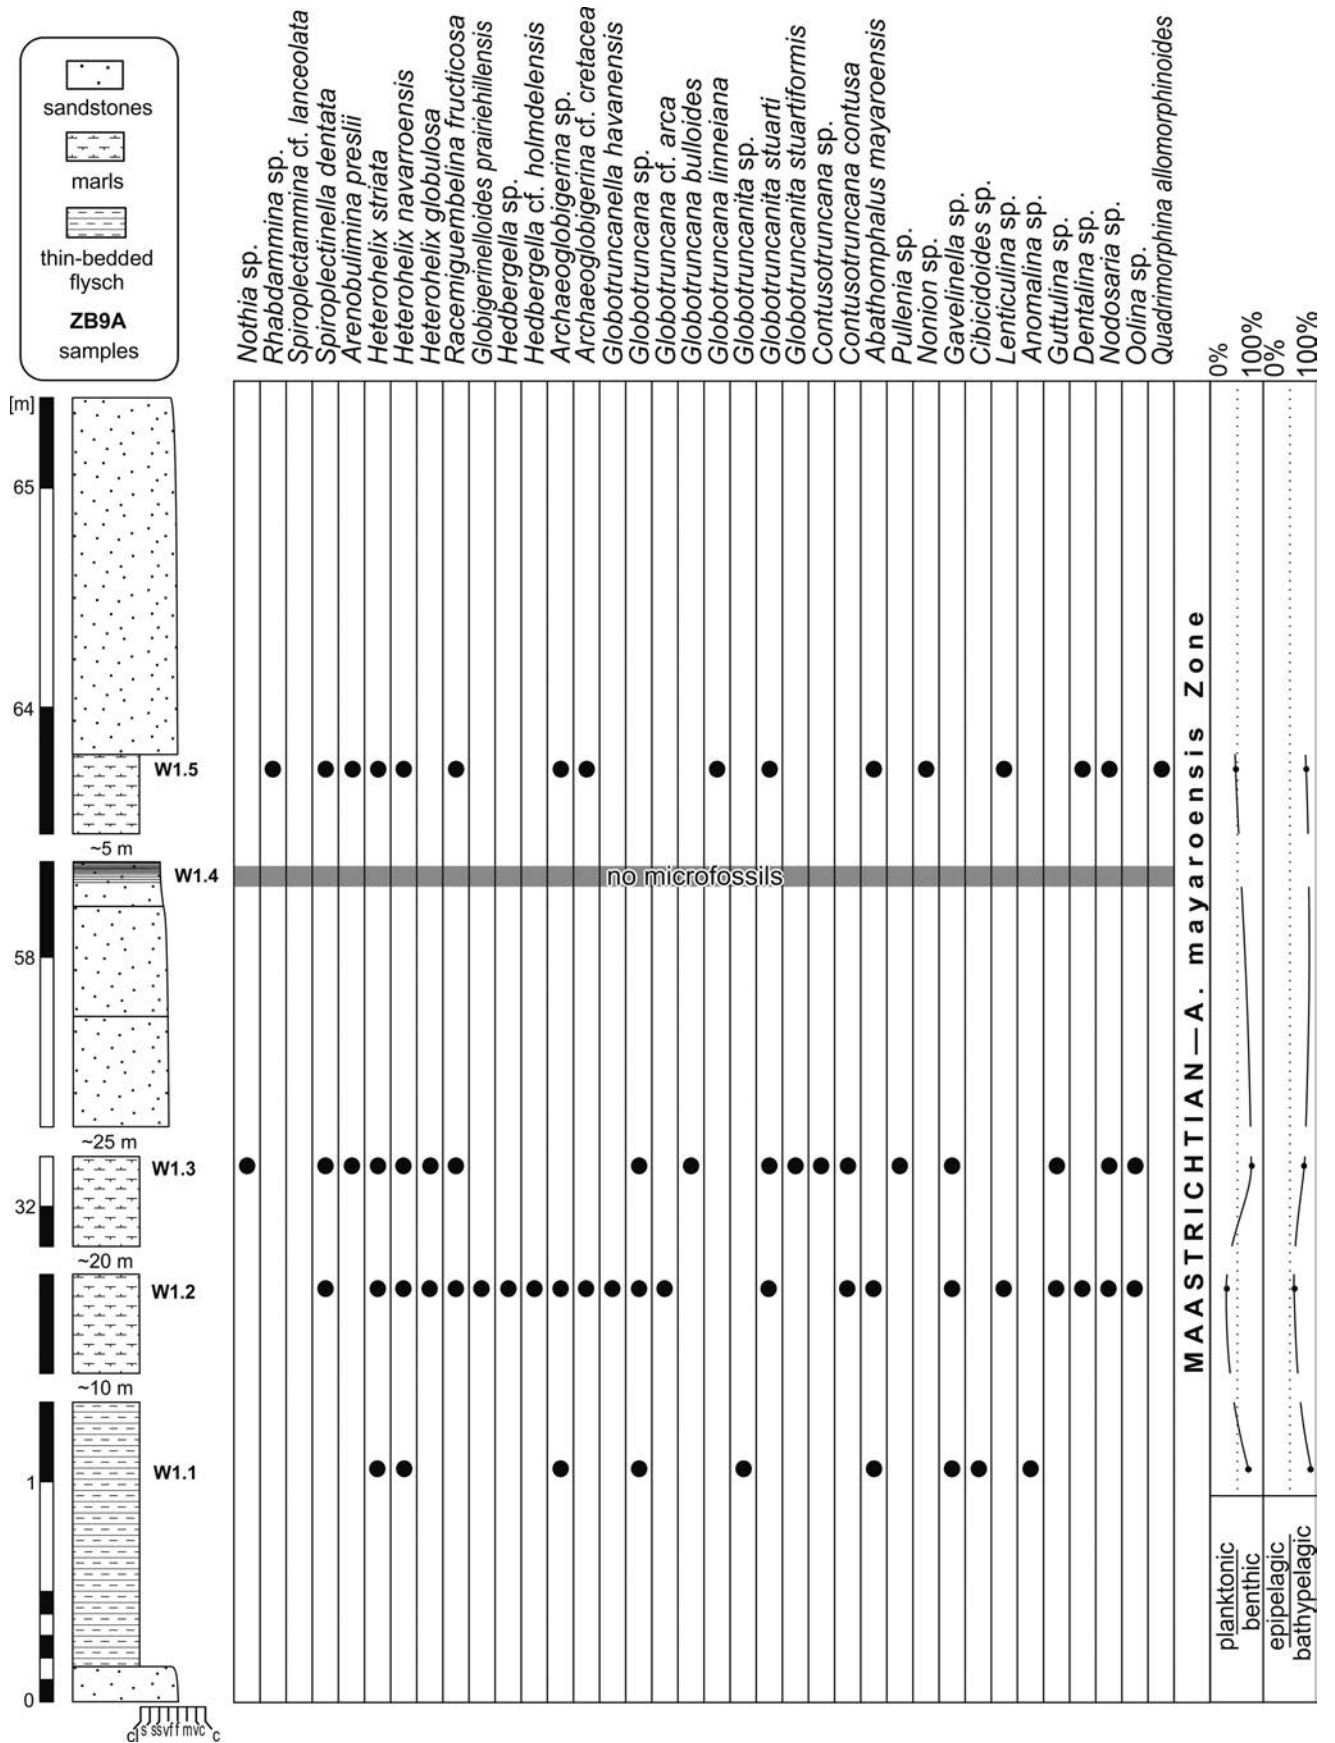 sandstones
marls
thin-bedded
flysch
ZB9A
samples
Nothia sp.
Rhabdammina sp.
Spiroplectammina cf. lanceolata
Spiroplectinella dentata
Arenobulimina preslii
Heterohelix striata
Heterohelix navarroensis
Heterohelix globulosa
Racemiguembelina fructicosa
Globigerinelloides prairiehillensis
Hedbergella sp.
Hedbergella cf. holmdelensis
Archaeoglobigerina sp.
Archaeoglobigerina cf. cretacea
Globotruncanella havanensis
Globotruncana sp.
Globotruncana cf. arca
Globotruncana bulloides
Globotruncana linneiana
Globotruncanita sp.
Globotruncanita stuarti
Globotruncanita stuartiformis
Contusotruncana sp.
Contusotruncana contusa
Abathomphalus mayaroensis
Pullenia sp.
Nonion sp.
Gavelinella sp.
Cibicidoides sp.
Lenticulina sp.
Anomalina sp.
Guttulina sp.
Dentalina sp.
Nodosaria sp.
Oolina sp.
Quadrimorphina allomorphinoides
0%
100%
0%
100%
[m]
65
64
W1.5
~5 m
W1.4
no microfossils
58
~25 m
W1.3
32
~20 m
W1.2
~10 m
W1.1
1
0
cl s ssvf f m vc c
MAASTRICHTIAN—A. mayaroensis Zone
planktonic
benthic
epipelagic
bathypelagic